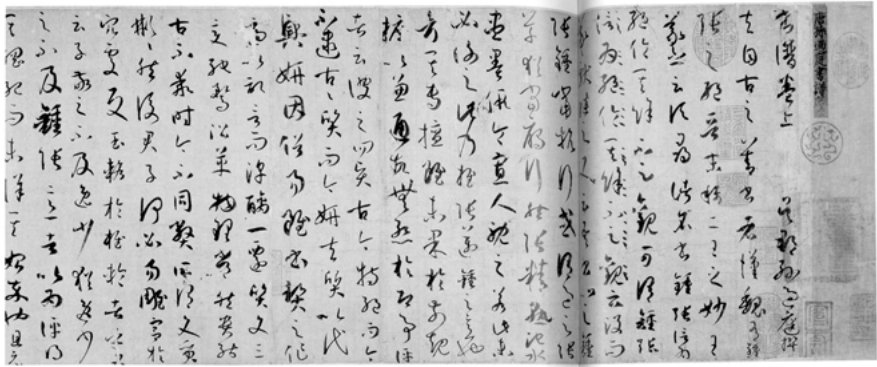 書譜卷上 吳郡孫過庭撰
夫自古之善書者漢魏有鍾
張之絕晉末稱二王之妙王
羲之云頃尋諸名書鍾張信為
絕倫其餘不足觀可謂鍾張
云沒而
羲獻繼之又云吾書比之鍾
張鍾當抗行或謂過之張
草猶當雁行然張精熟池水
盡墨假令寡人耽之若此未
必謝之此乃推張邁鍾之意也
考其專擅雖未果於前規
摭以兼通故無慚於即事評
者云彼之四賢古今特絕而今
不逮古古質而今妍夫質以代
興妍因俗易雖書契之作
適以記言而淳醨一遷質文三
變馳騖沿革物理常然貴能
古不乖時今不同弊所謂文質
彬彬然後君子何必易雕宮於
穴處反玉輅於椎輪者乎又
云子敬之不及逸少猶逸少
之不及鍾張意者以為評得
其綱紀而未詳其始卒也且元